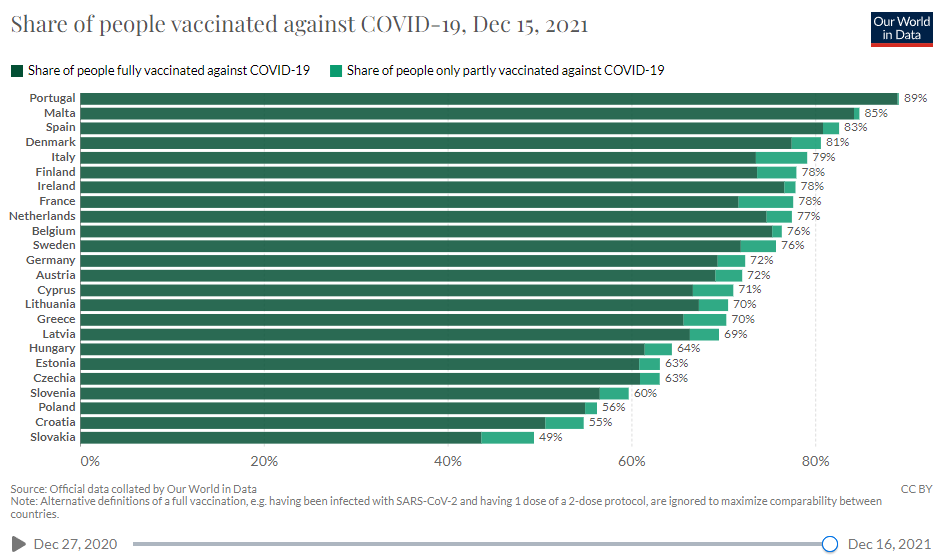 Share of people vaccinated against COVID-19, Dec 15, 2021
Our World
in Data
Share of people fully vaccinated against COVID-19
Share of people only partly vaccinated against COVID-19
Portugal 89%
Malta 85%
Spain 83%
Denmark 81%
Italy 79%
Finland 78%
Ireland 78%
France 78%
Netherlands 77%
Belgium 76%
Sweden 76%
Germany 72%
Austria 72%
Cyprus 71%
Lithuania 70%
Greece 70%
Latvia 69%
Hungary 64%
Estonia 63%
Czechia 63%
Slovenia 60%
Poland 56%
Croatia 55%
Slovakia 49%
0% 20% 40% 60% 80%
Source: Official data collated by Our World in Data CC BY
Note: Alternative definitions of a full vaccination, e.g. having been infected with SARS-CoV-2 and having 1 dose of a 2-dose protocol, are ignored to maximize comparability between
countries.
Dec 27, 2020 Dec 16, 2021